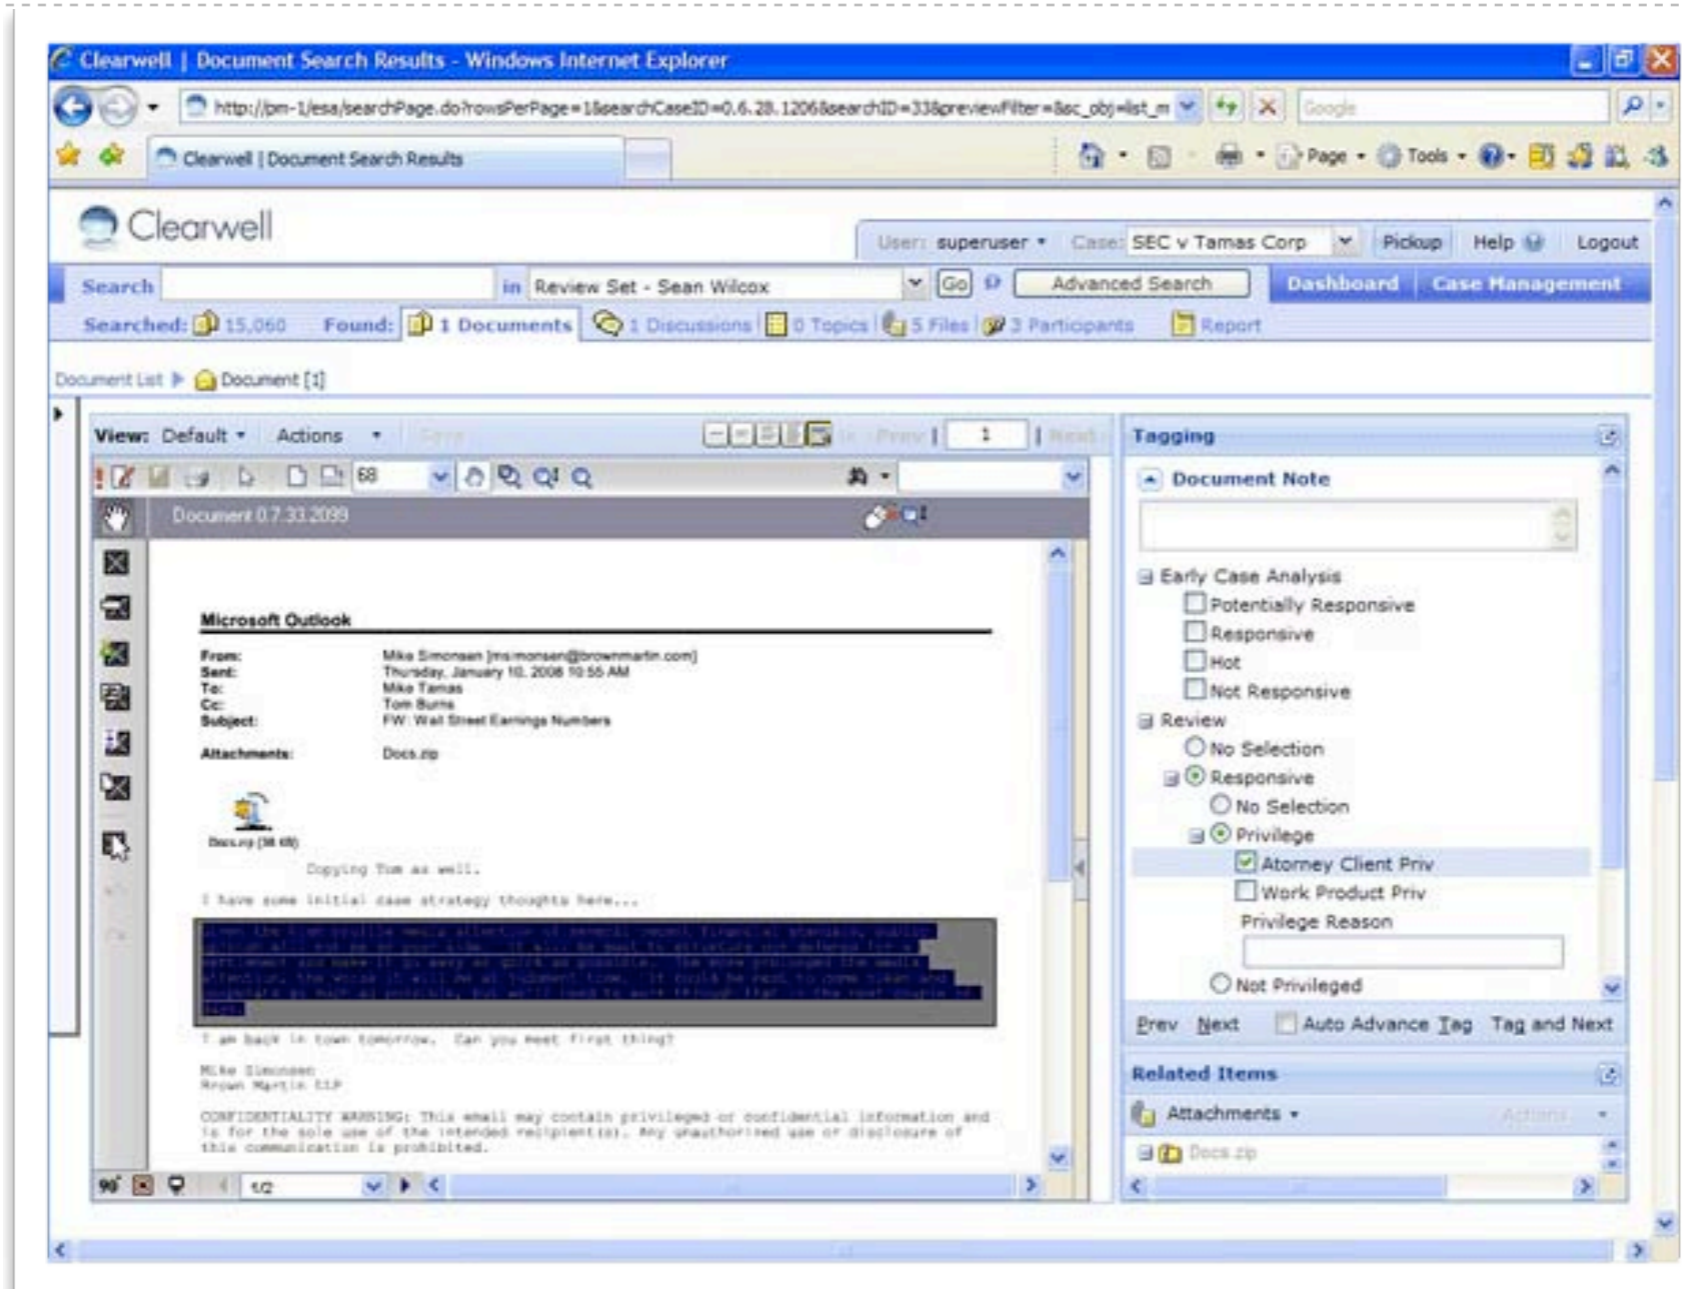 Clearwell | Document Search Results - Windows Internet Explorer
http://pm-1/esa/searchPage.do?rowsPerPage=1&searchCaseID=0.6.28.1206&searchID=33&previewFilter=&sc_obj=list_m
Google
Clearwell | Document Search Results
Page Tools
Clearwell
User: superuser Case: SEC v Tamas Corp Pickup Help Logout
Search in Review Set - Sean Wilcox Go Advanced Search Dashboard Case Management
Searched: 15,060 Found: 1 Documents 1 Discussions 0 Topics 5 Files 3 Participants Report
Document List Document [1]
View: Default Actions Save Prev | 1 | Next
68
Document 0.7.33.2099
Microsoft Outlook
From: Mike Simonsen [msimonsen@brownmartin.com]
Sent: Thursday, January 10, 2008 10:55 AM
To: Mike Tamas
Cc: Tom Burns
Subject: FW: Wall Street Earnings Numbers
Attachments: Docs.zip
Docs.zip
Copying Tom as well.
I have some initial case strategy thoughts here...
I am back in town tomorrow. Can you meet first thing?
Mike Simonsen
Brown Martin LLP
CONFIDENTIALITY WARNING: This email may contain privileged or confidential information and
is for the sole use of the intended recipient(s). Any unauthorized use or disclosure of
this communication is prohibited.
90° 1/2
Tagging
Document Note
Early Case Analysis
Potentially Responsive
Responsive
Hot
Not Responsive
Review
No Selection
Responsive
No Selection
Privilege
Atorney Client Priv
Work Product Priv
Privilege Reason
Not Privileged
Prev Next Auto Advance Tag Tag and Next
Related Items
Attachments Actions
Docs.zip